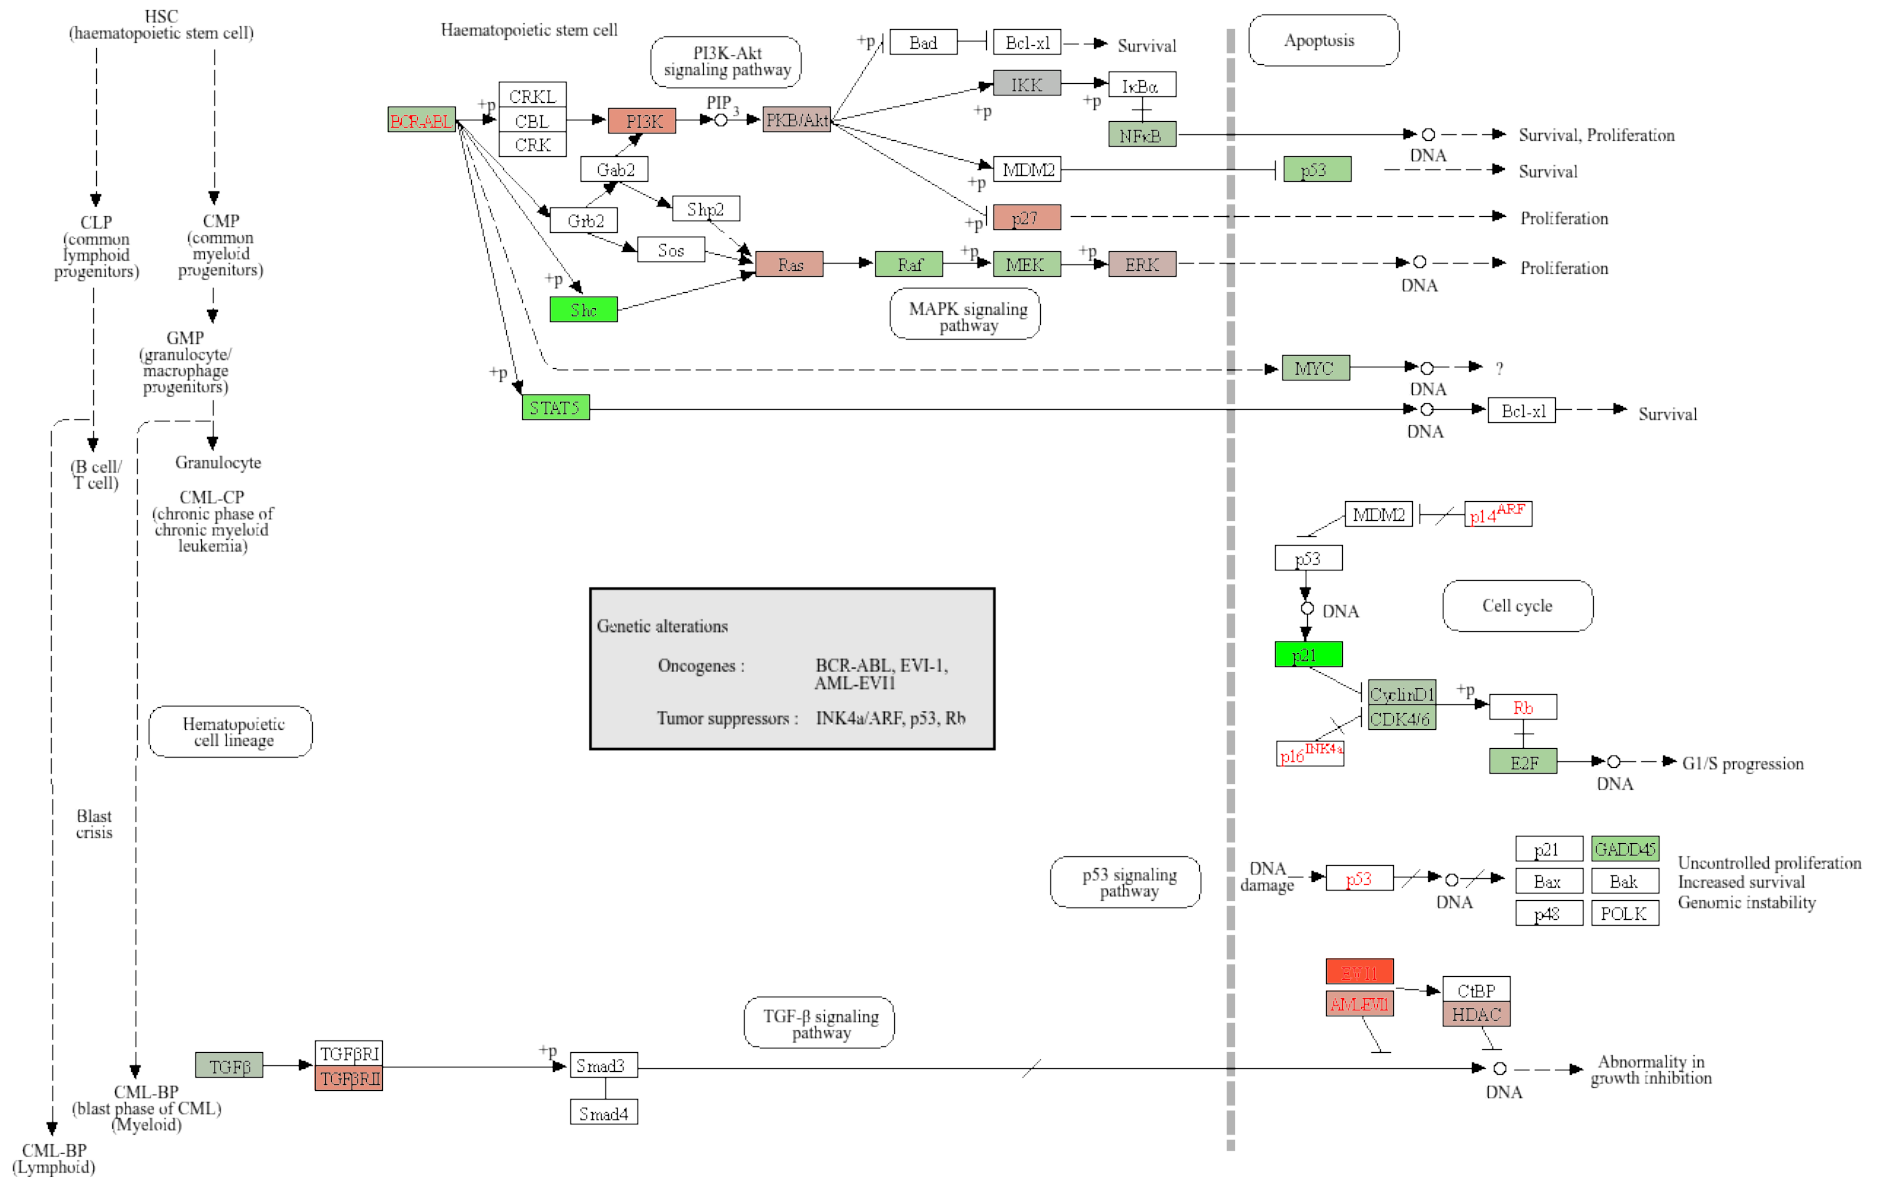 HSC
(haematopoietic stem cell)
CLP
(common
lymphoid
progenitors)
CMP
(common
myeloid
progenitors)
GMP
(granulocyte/
macrophage
progenitors)
(B cell/
T cell)
Granulocyte
CML-CP
(chronic phase of
chronic myeloid
leukemia)
Hematopoietic
cell lineage
Blast
crisis
CML-BP
(blast phase of CML)
(Myeloid)
CML-BP
(Lymphoid)
Haematopoietic stem cell
PI3K-Akt
signaling pathway
Apoptosis
BCR-ABL
+p
CRKL
CBL
CRK
PI3K
PIP3
PKB/Akt
+p
Bad
Bcl-xl
Survival
+p
IKK
+p
IκBα
NFκB
DNA
Survival, Proliferation
+p
MDM2
p53
Survival
+p
p27
Proliferation
Gab2
Grb2
Shp2
Sos
+p
Shc
Ras
Raf
+p
MEK
+p
ERK
DNA
Proliferation
MAPK signaling
pathway
MYC
DNA
?
+p
STAT5
DNA
Bcl-xl
Survival
MDM2
p14ARF
p53
DNA
Cell cycle
p21
CyclinD1
CDK4/6
+p
Rb
p16INK4a
E2F
DNA
G1/S progression
Genetic alterations
Oncogenes : BCR-ABL, EVI-1,
AML-EVI1
Tumor suppressors : INK4a/ARF, p53, Rb
p53 signaling
pathway
DNA
damage
p53
DNA
p21
GADD45
Bax
Bak
p48
POLK
Uncontrolled proliferation
Increased survival
Genomic instability
EVI1
AML-EVI1
CtBP
HDAC
TGF-β signaling
pathway
TGFβ
TGFβRI
TGFβRII
+p
Smad3
Smad4
DNA
Abnormality in
growth inhibition